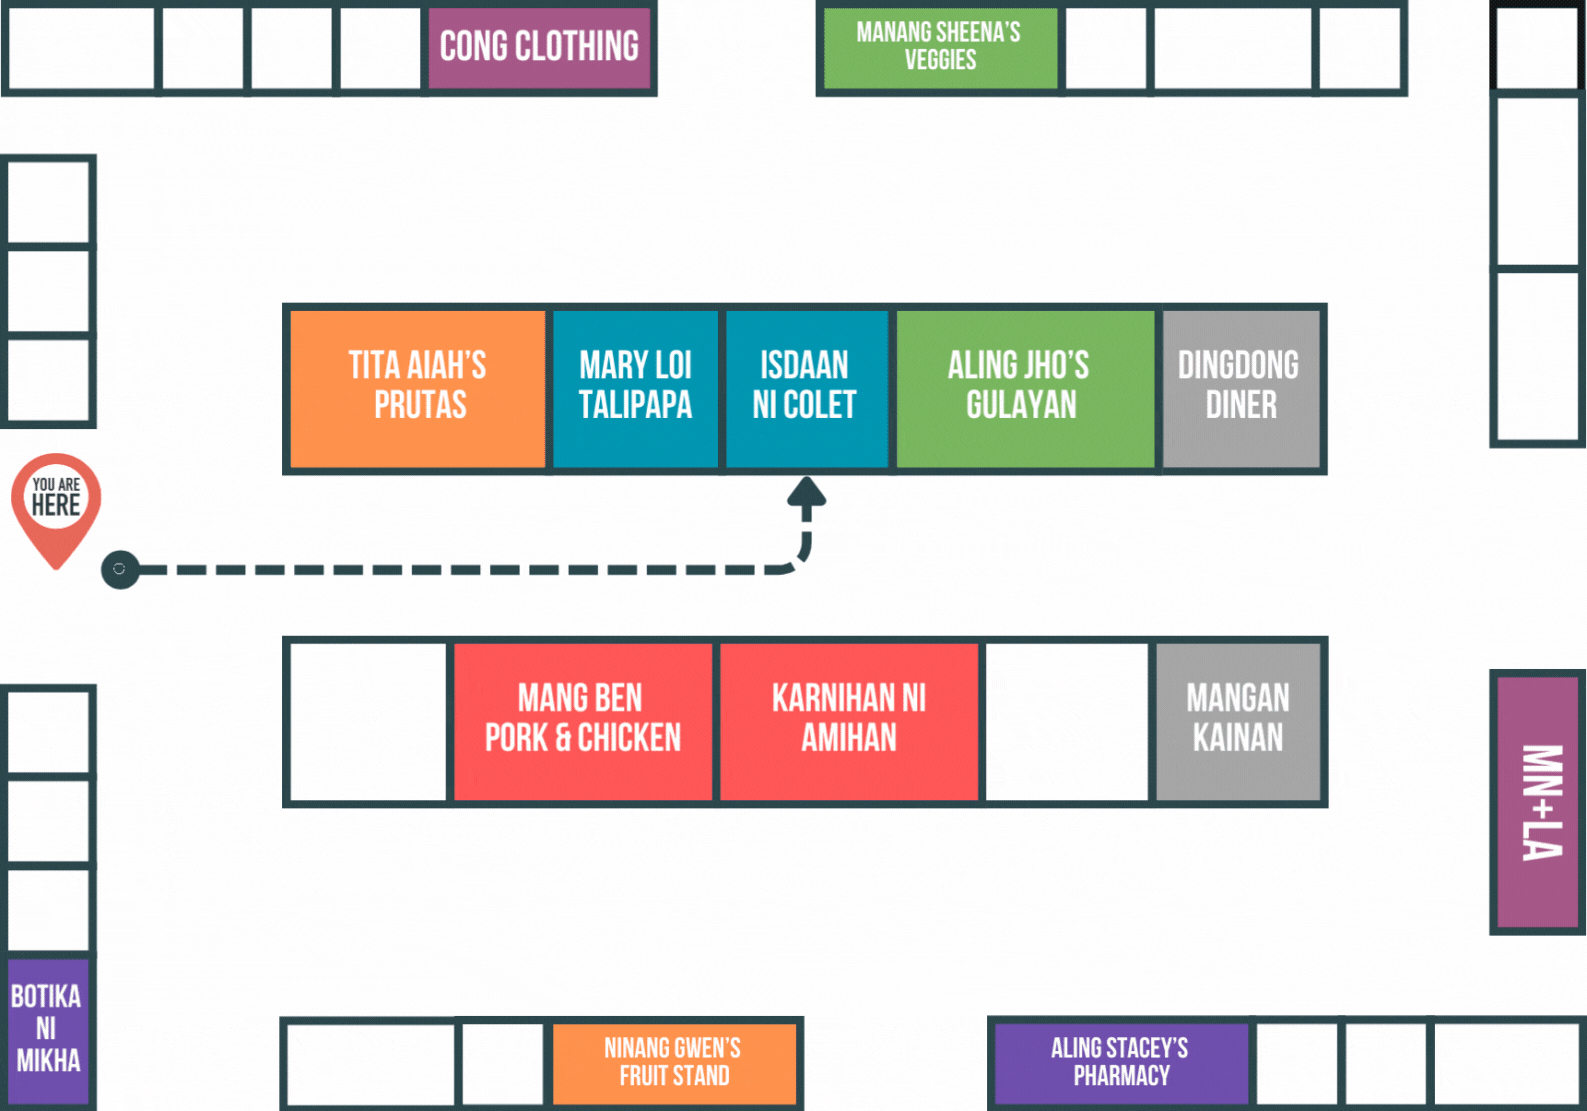 CONG CLOTHING
MANANG SHEENA'S
VEGGIES
TITA AIAH'S
PRUTAS
MARY LOI
TALIPAPA
ISDAAN
NI COLET
ALING JHO'S
GULAYAN
DINGDONG
DINER
YOU ARE
HERE
MANG BEN
PORK & CHICKEN
KARNIHAN NI
AMIHAN
MANGAN
KAINAN
MN+LA
BOTIKA
NI
MIKHA
NINANG GWEN'S
FRUIT STAND
ALING STACEY'S
PHARMACY